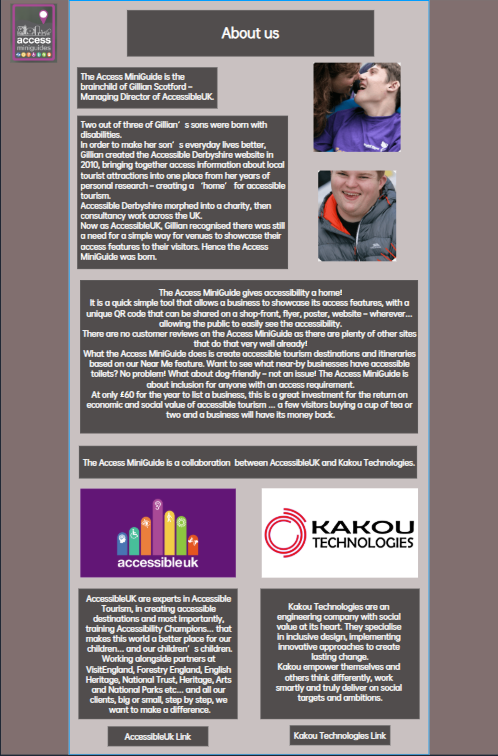 access
miniguides
About us
The Access MiniGuide is the
brainchild of Gillian Scotford –
Managing Director of AccessibleUK.
Two out of three of Gillian’s sons were born with
disabilities.
In order to make her son’s everyday lives better,
Gillian created the Accessible Derbyshire website in
2010, bringing together access information about local
tourist attractions into one place from her years of
personal research – creating a ‘home’ for accessible
tourism.
Accessible Derbyshire morphed into a charity, then
consultancy work across the UK.
Now as AccessibleUK, Gillian recognised there was still
a need for a simple way for venues to showcase their
access features to their visitors. Hence the Access
MiniGuide was born.
The Access MiniGuide gives accessibility a home!
It is a quick simple tool that allows a business to showcase its access features, with a
unique QR code that can be shared on a shop-front, flyer, poster, website – wherever...
allowing the public to easily see the accessibility.
There are no customer reviews on the Access MiniGuide as there are plenty of other sites
that do that very well already!
What the Access MiniGuide does is create accessible tourism destinations and itineraries
based on our Near Me feature. Want to see what near-by businesses have accessible
toilets? No problem! What about dog-friendly – not an issue! The Access MiniGuide is
about inclusion for anyone with an access requirement.
At only £60 for the year to list a business, this is a great investment for the return on
economic and social value of accessible tourism ... a few visitors buying a cup of tea or
two and a business will have its money back.
The Access MiniGuide is a collaboration between AccessibleUK and Kakou Technologies.
accessibleuk
KAKOU
TECHNOLOGIES
AccessibleUK are experts in Accessible
Tourism, in creating accessible
destinations and most importantly,
training Accessibility Champions... that
makes this world a better place for our
children... and our children’s children.
Working alongside partners at
VisitEngland, Forestry England, English
Heritage, National Trust, Heritage, Arts
and National Parks etc... and all our
clients, big or small, step by step, we
want to make a difference.
Kakou Technologies are an
engineering company with social
value at its heart. They specialise
in inclusive design, implementing
innovative approaches to create
lasting change.
Kakou empower themselves and
others think differently, work
smartly and truly deliver on social
targets and ambitions.
AccessibleUk Link
Kakou Technologies Link